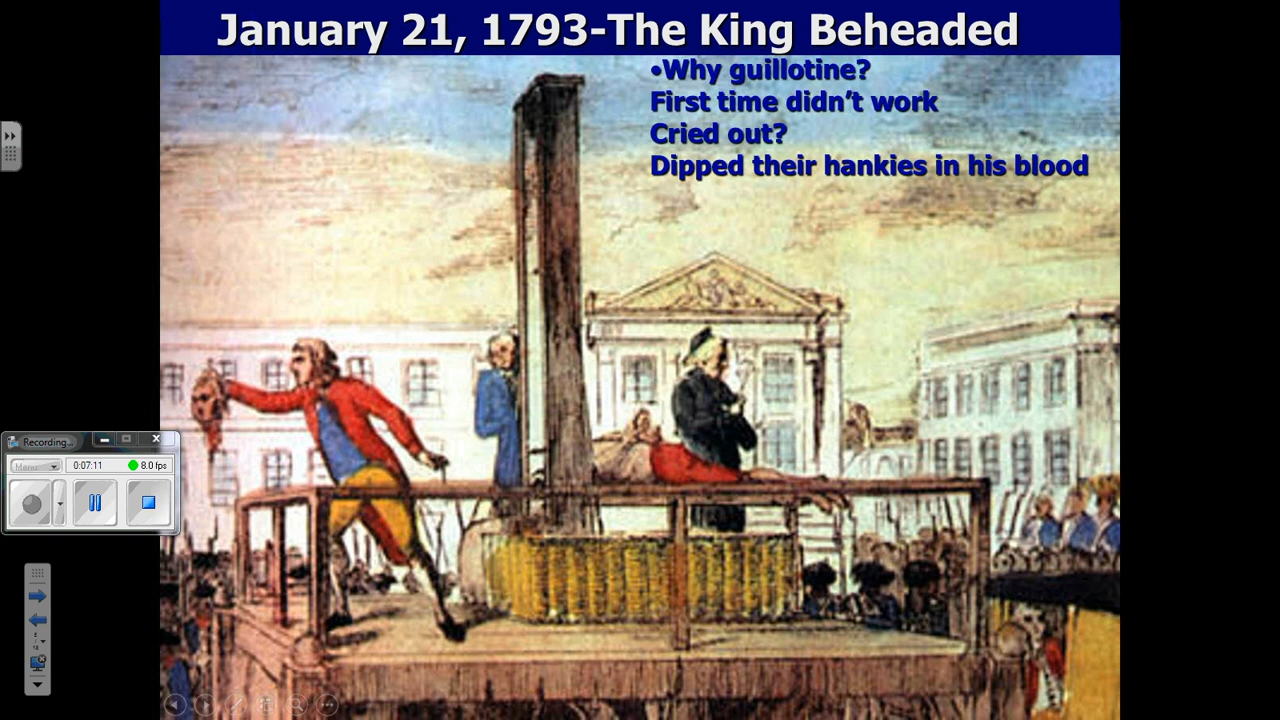 January 21, 1793-The King Beheaded
•Why guillotine?
First time didn't work
Cried out?
Dipped their hankies in his blood
Recording...
Menu
0:07:11
8.0 fps